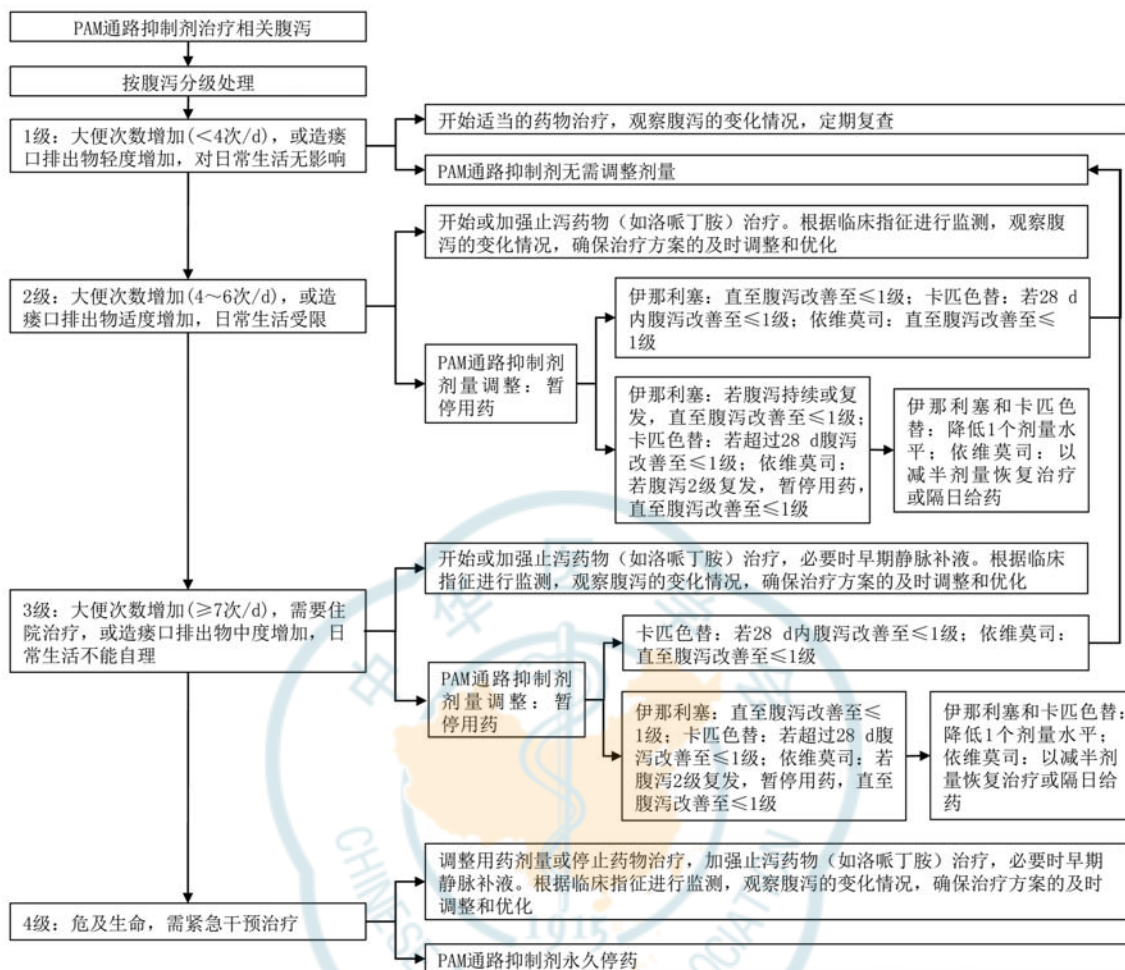 PAM通路抑制剂治疗相关腹泻
按腹泻分级处理
1级：大便次数增加(＜4次/d)，或造瘘
口排出物轻度增加，对日常生活无影响
开始适当的药物治疗，观察腹泻的变化情况，定期复查
PAM通路抑制剂无需调整剂量
2级：大便次数增加(4～6次/d)，或造
瘘口排出物适度增加，日常生活受限
开始或加强止泻药物（如洛哌丁胺）治疗。根据临床指征进行监测，观察腹
泻的变化情况，确保治疗方案的及时调整和优化
PAM通路抑制剂
剂量调整：暂
停用药
伊那利塞：直至腹泻改善至≤1级；卡匹色替：若28 d
内腹泻改善至≤1级；依维莫司：直至腹泻改善至≤
1级
伊那利塞：若腹泻持续或复
发，直至腹泻改善至≤1级；
卡匹色替：若超过28 d腹泻
改善至≤1级；依维莫司：
若腹泻2级复发，暂停用药，
直至腹泻改善至≤1级
伊那利塞和卡匹色
替：降低1个剂量水
平；依维莫司：以
减半剂量恢复治疗
或隔日给药
3级：大便次数增加(≥7次/d)，需要住
院治疗，或造瘘口排出物中度增加，日
常生活不能自理
开始或加强止泻药物（如洛哌丁胺）治疗，必要时早期静脉补液。根据临床
指征进行监测，观察腹泻的变化情况，确保治疗方案的及时调整和优化
PAM通路抑制剂
剂量调整：暂
停用药
卡匹色替：若28 d内腹泻改善至≤1级；依维莫司：
直至腹泻改善至≤1级
伊那利塞：直至腹泻改善至≤
1级；卡匹色替：若超过28 d腹
泻改善至≤1级；依维莫司：若
腹泻2级复发，暂停用药，直至
腹泻改善至≤1级
伊那利塞和卡匹色替：
降低1个剂量水平；
依维莫司：以减半剂
量恢复治疗或隔日给
药
4级：危及生命，需紧急干预治疗
调整用药剂量或停止药物治疗，加强止泻药物（如洛哌丁胺）治疗，必要时早期
静脉补液。根据临床指征进行监测，观察腹泻的变化情况，确保治疗方案的及时
调整和优化
PAM通路抑制剂永久停药
中华医学会
1915